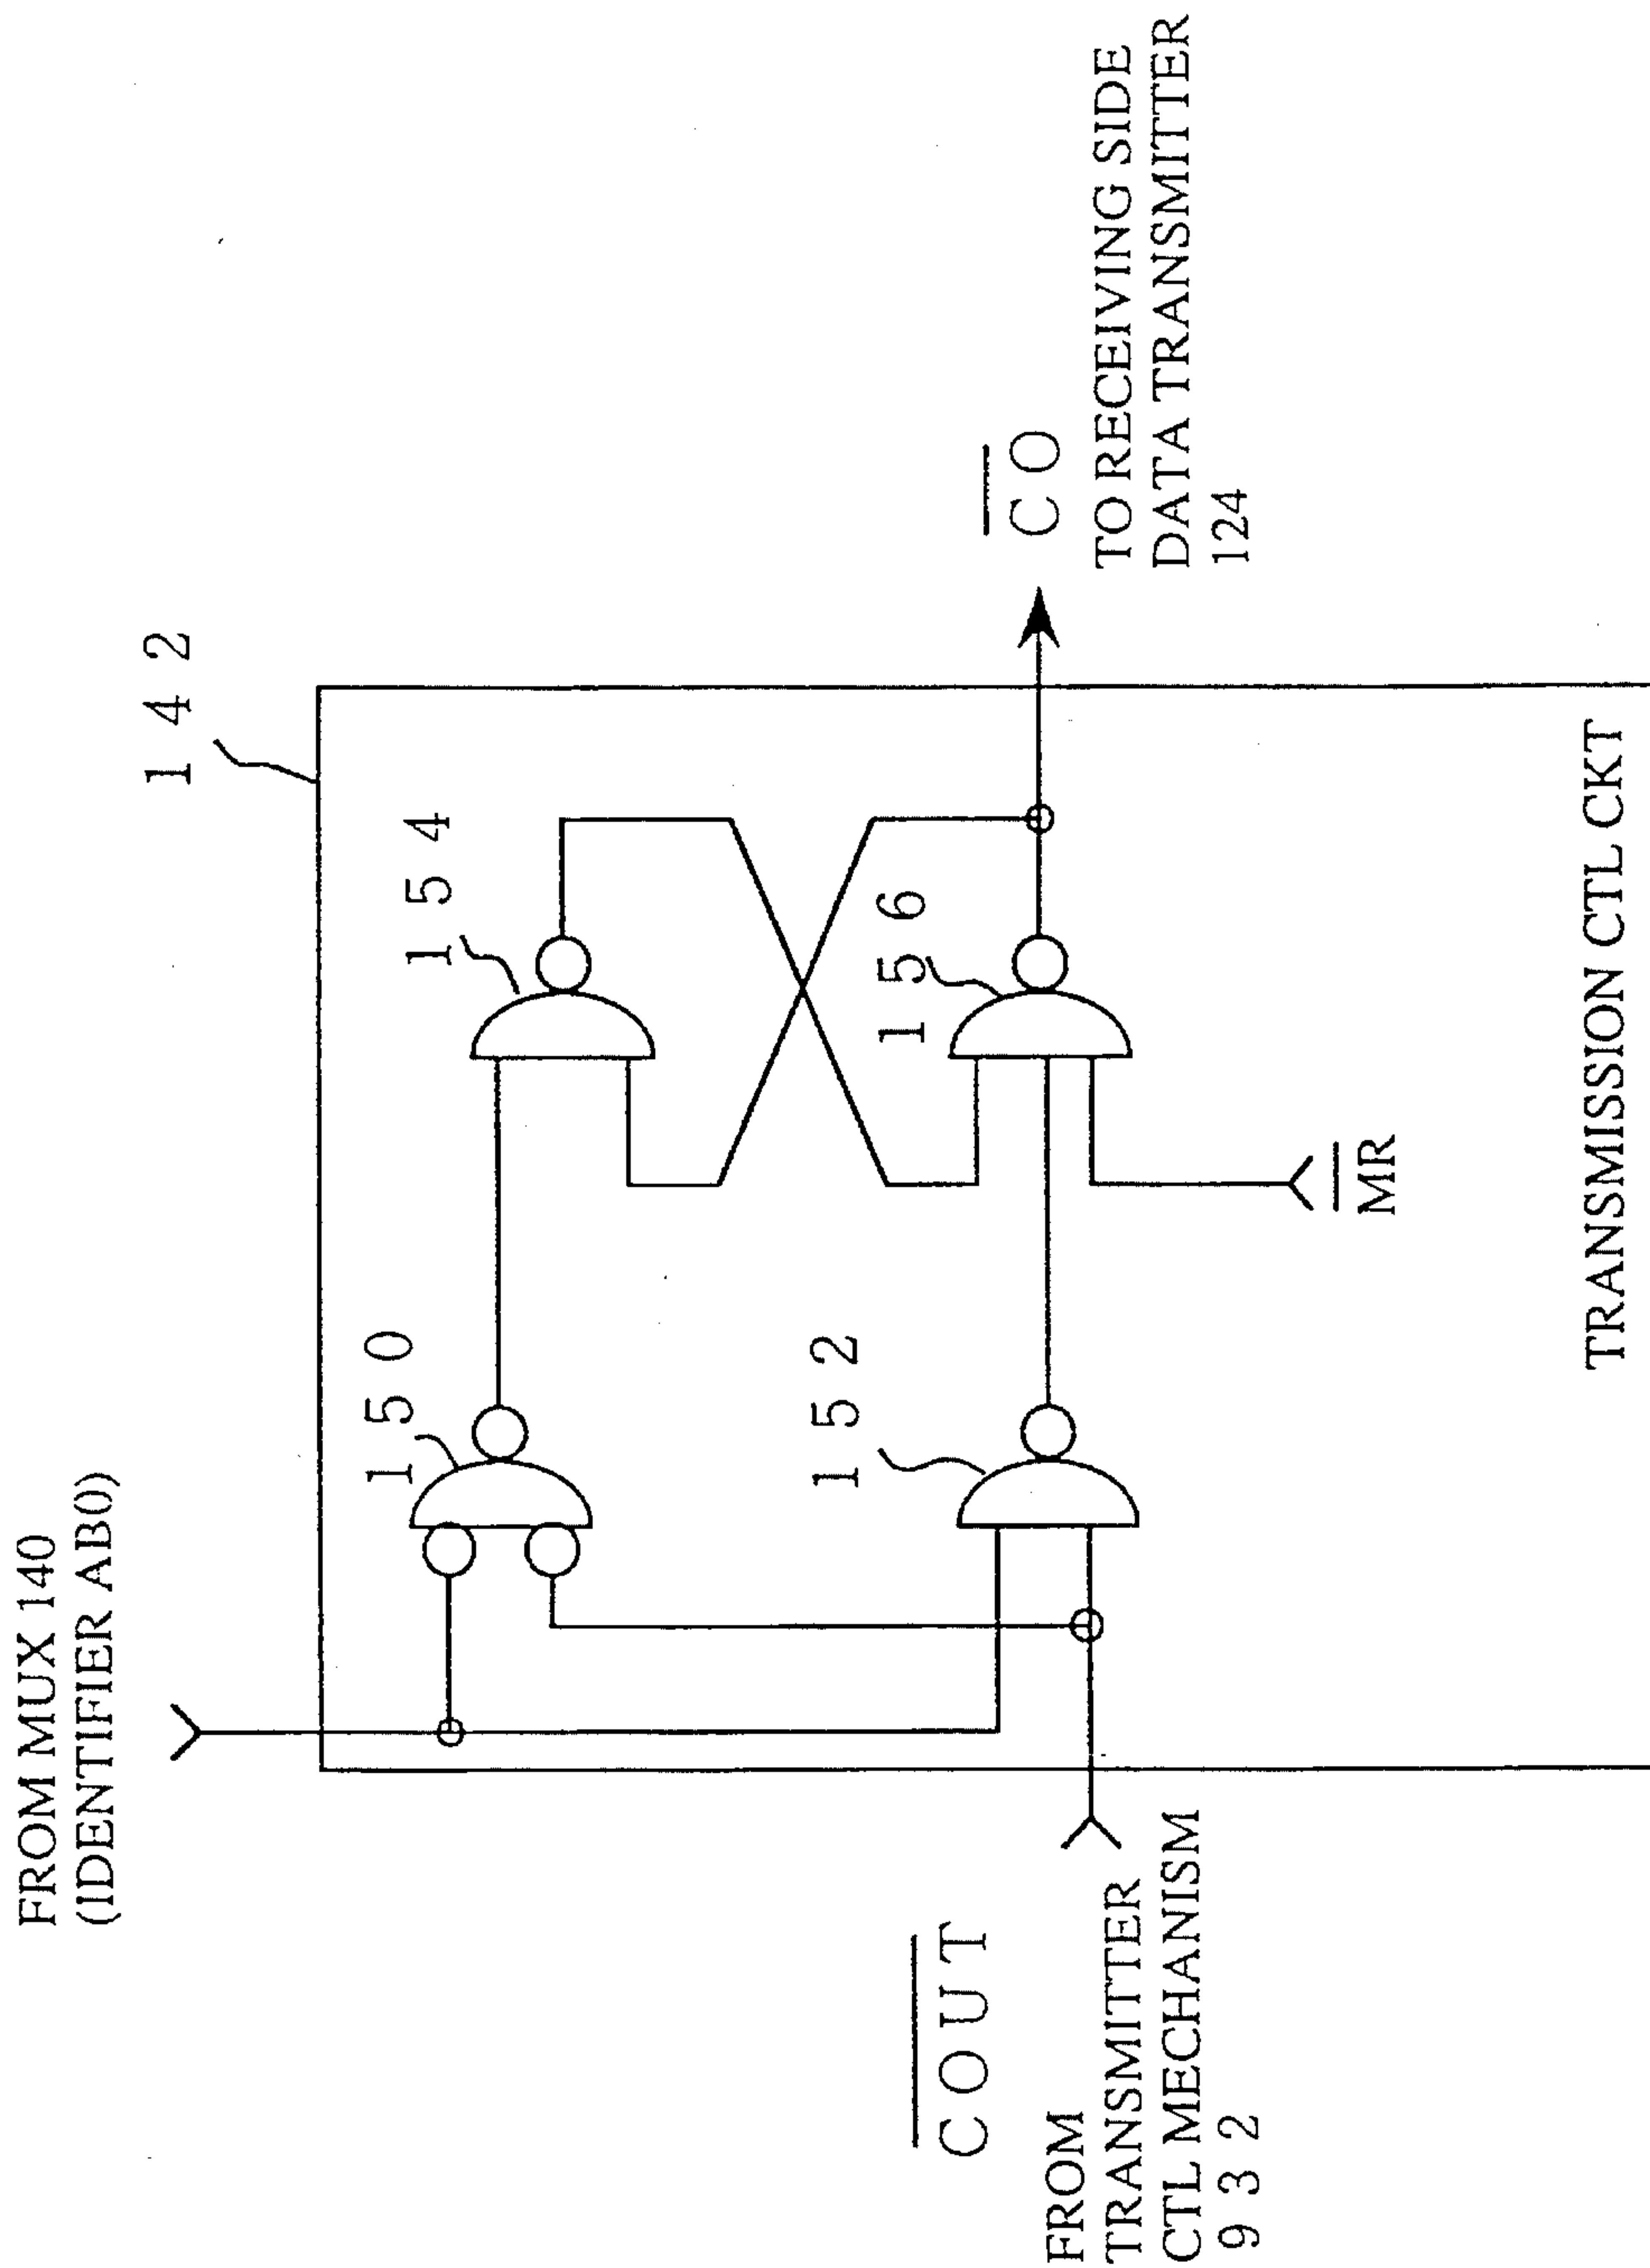 FROM MUX 140
(IDENTIFIER AB0)
142
150
154
152
156
COUT
FROM
TRANSMITTER
CTL MECHANISM
932
MR
CO
TO RECEIVING SIDE
DATA TRANSMITTER
124
TRANSMISSION CTL CKT